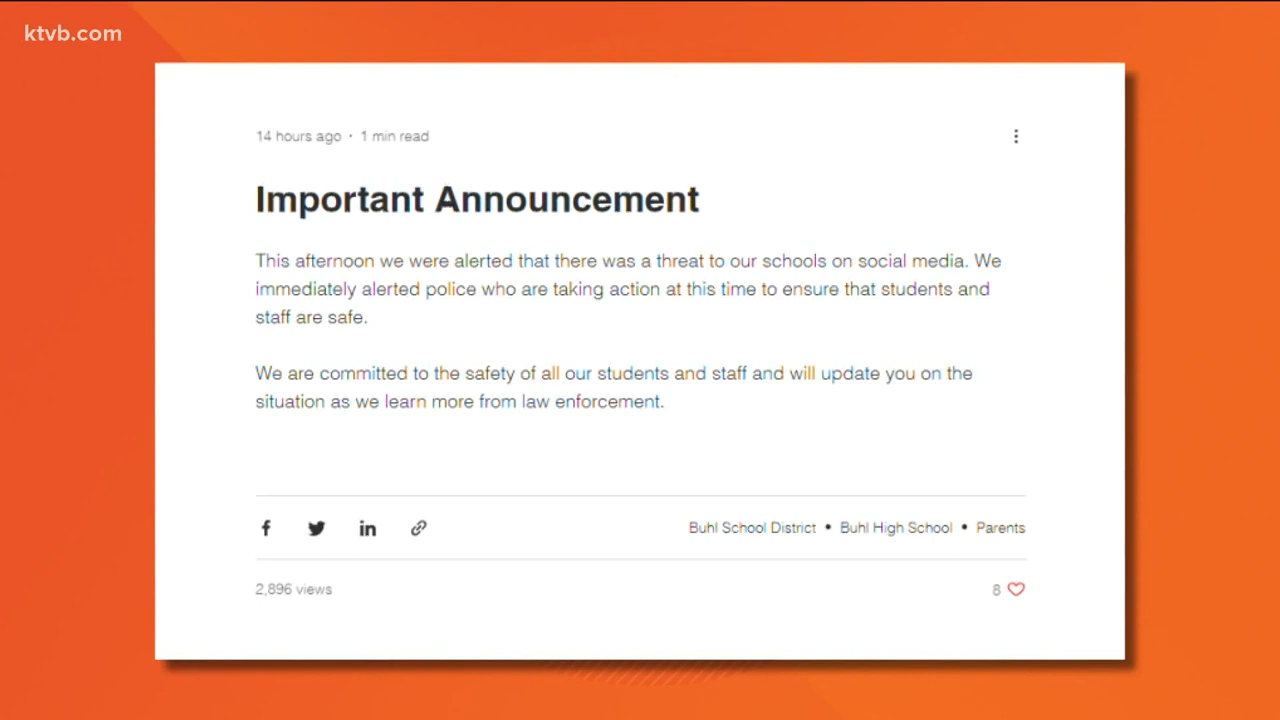 ktvb.com
14 hours ago · 1 min read
Important Announcement
This afternoon we were alerted that there was a threat to our schools on social media. We
immediately alerted police who are taking action at this time to ensure that students and
staff are safe.
We are committed to the safety of all our students and staff and will update you on the
situation as we learn more from law enforcement.
Buhl School District • Buhl High School • Parents
2,896 views
8